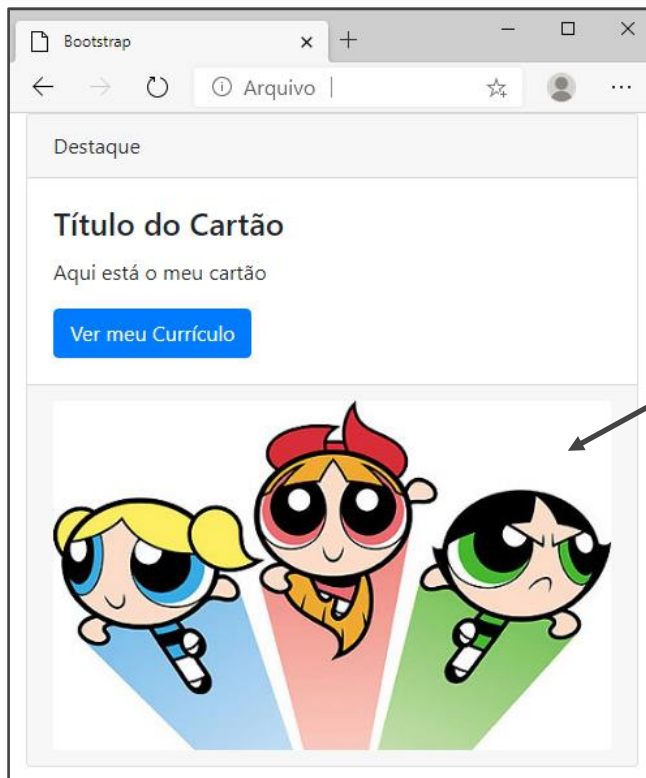 Bootstrap
Arquivo
Destaque
Título do Cartão
Aqui está o meu cartão
Ver meu Currículo